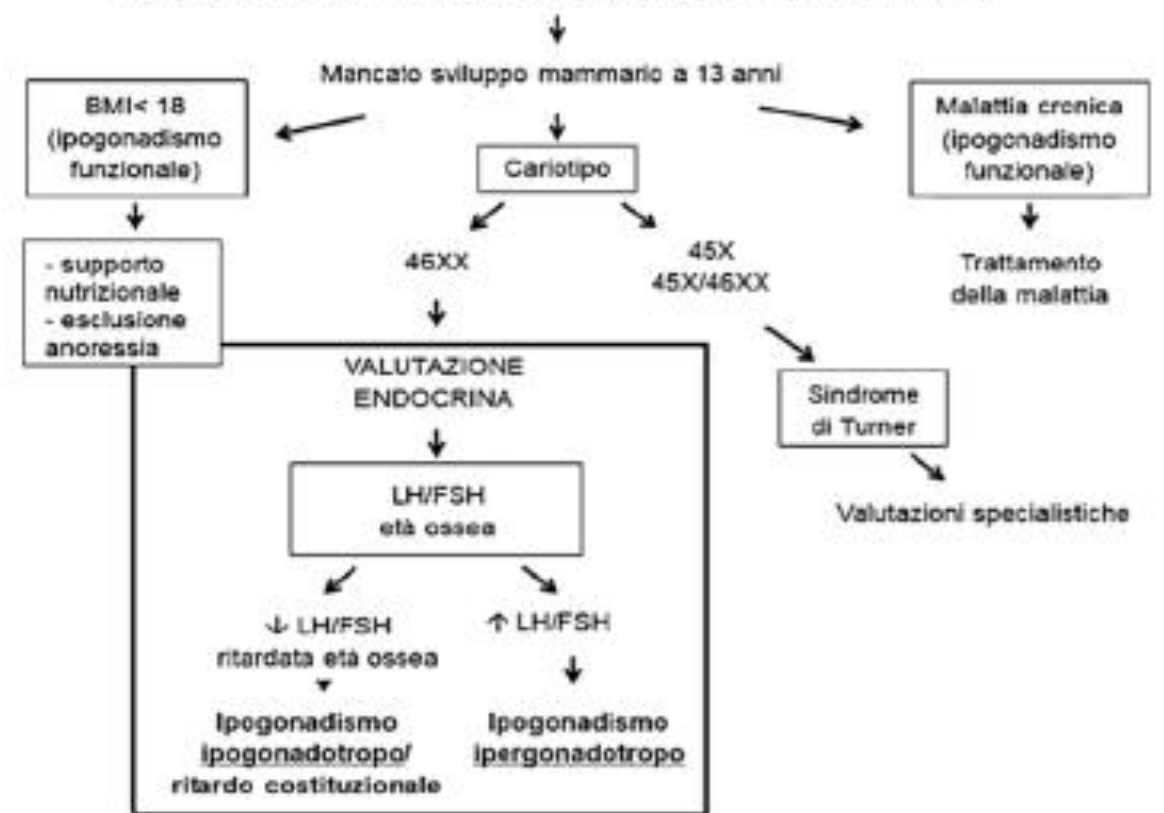 Mancato sviluppo mammario a 13 anni
BMI< 18
(ipogonadismo
funzionale)
Cariotipo
Malattia cronica
(ipogonadismo
funzionale)
- supporto
nutrizionale
- esclusione
anoressia
46XX
45X
45X/46XX
Trattamento
della malattia
VALUTAZIONE
ENDOCRINA
Sindrome
di Turner
LH/FSH
età ossea
Valutazioni specialistiche
↓ LH/FSH
ritardata età ossea
↑ LH/FSH
Ipogonadismo
ipogonadotropo/
ritardo costituzionale
Ipogonadismo
ipergonadotropo